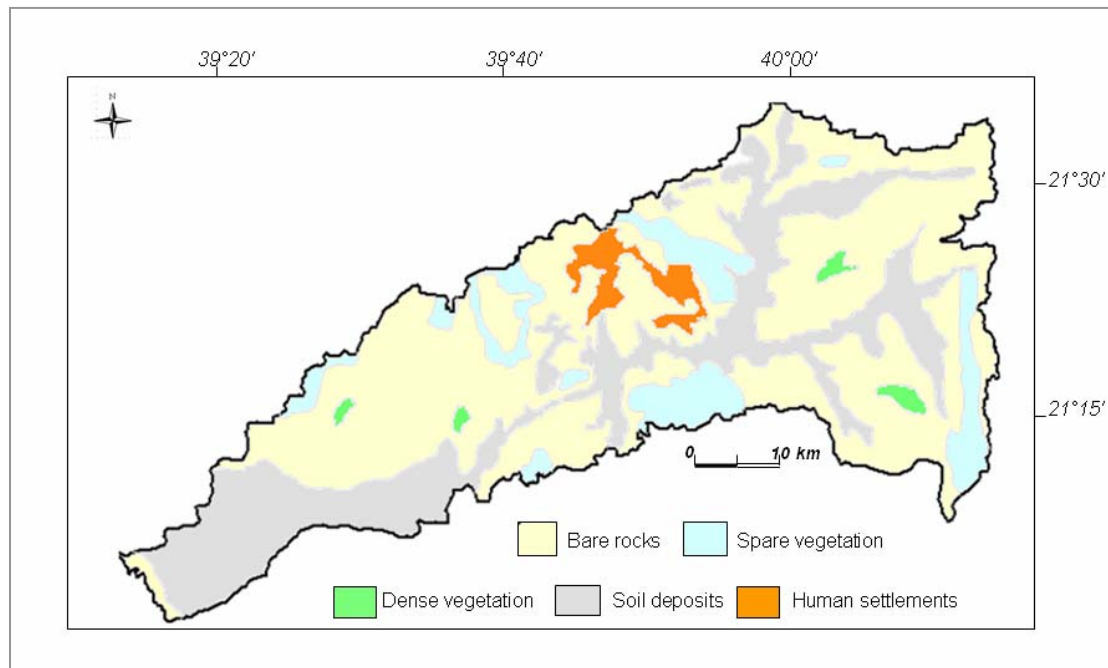 39°20' 39°40' 40°00'
N
21°30'
21°15'
0 10 km
Bare rocks Spare vegetation
Dense vegetation Soil deposits Human settlements